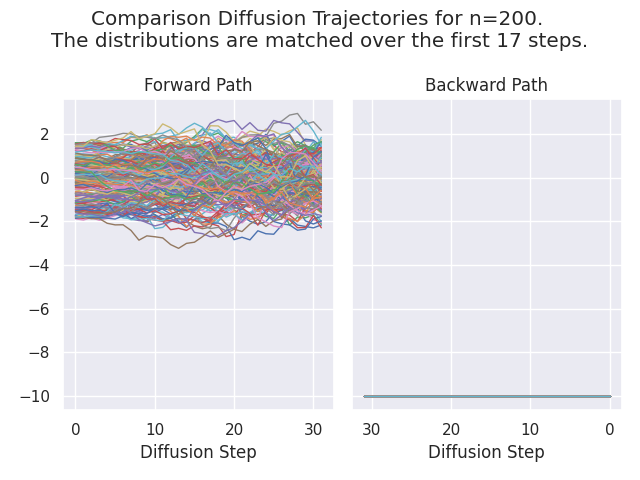 Comparison Diffusion Trajectories for n=200.
The distributions are matched over the first 17 steps.
Forward Path
Backward Path
2
0
−2
−4
−6
−8
−10
0 10 20 30
30 20 10 0
Diffusion Step
Diffusion Step